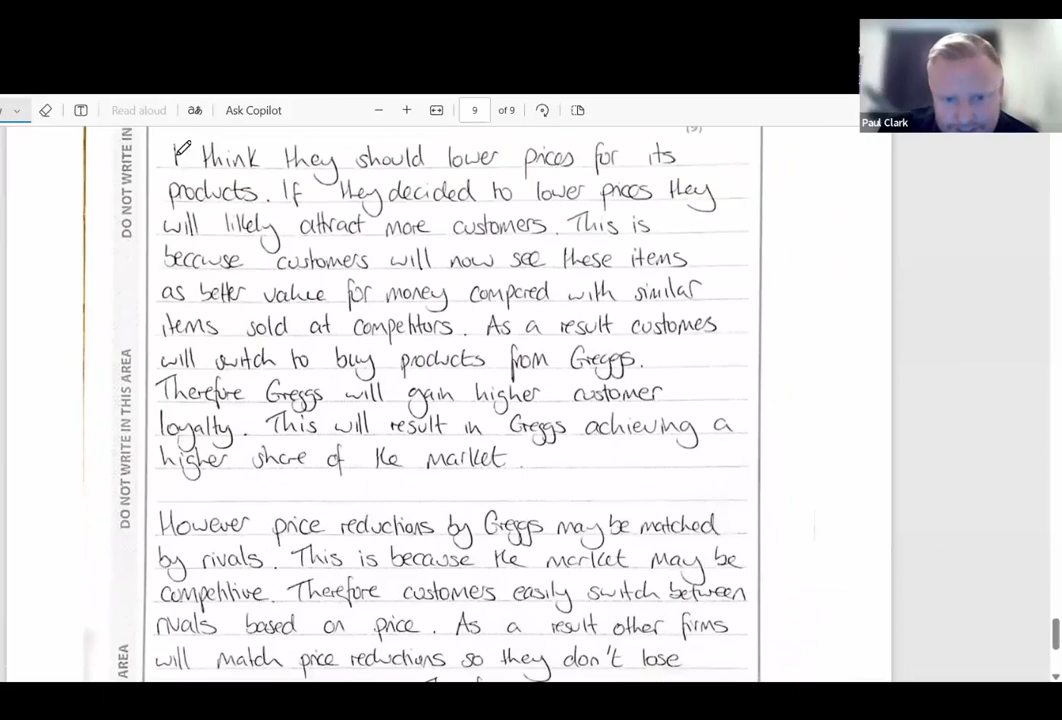 Paul Clark
Read aloud
aあ
Ask Copilot
9
of 9
(9)
DO NOT WRITE IN
I think they should lower prices for its
products. If they decided to lower prices they
will likely attract more customers. This is
because customers will now see these items
as better value for money compared with similar
items sold at competitors. As a result customes
will switch to buy products from Greggs.
Therefore Greggs will gain higher customer
loyalty. This will result in Greggs achieving a
higher share of the market.
DO NOT WRITE IN THIS AREA
However price reductions by Greggs may be matched
by rivals. This is because the market may be
competitive. Therefore customers easily switch between
rivals based on price. As a result other firms
will match price reductions so they don't lose
AREA